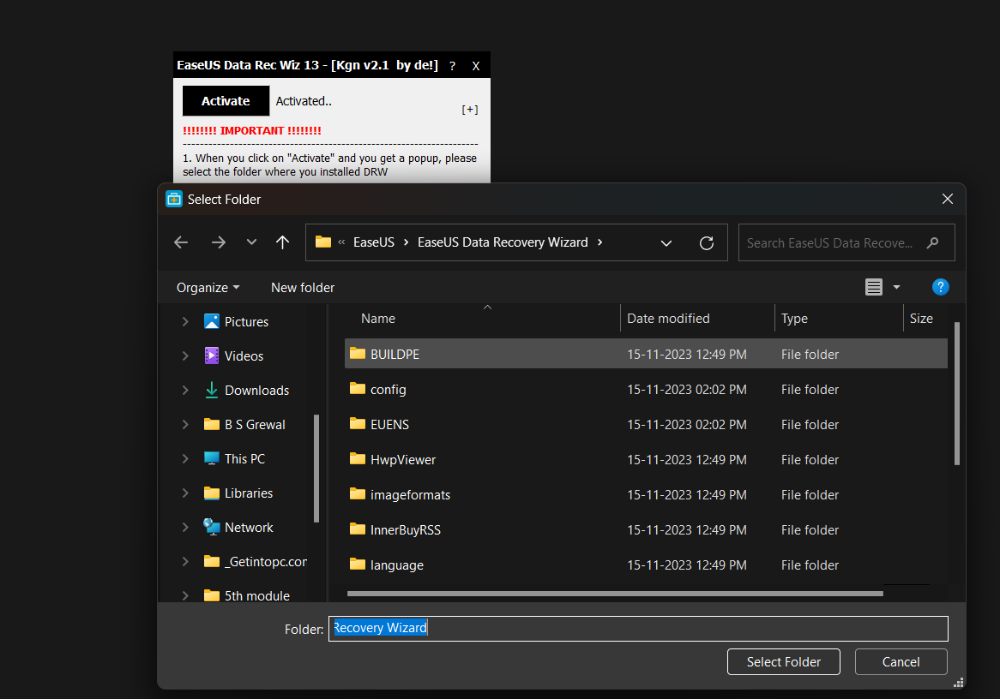 EaseUS Data Rec Wiz 13 - [Kgn v2.1 by de!] ? X
Activate Activated..
[+]
!!!!!!!! IMPORTANT !!!!!!!!
1. When you click on "Activate" and you get a popup, please
select the folder where you installed DRW
Select Folder
« EaseUS › EaseUS Data Recovery Wizard ›
Search EaseUS Data Recove...
Organize New folder
?
Pictures
Videos
Downloads
B S Grewal
This PC
Libraries
Network
_Getintopc.com
5th module
Name Date modified Type Size
BUILDPE 15-11-2023 12:49 PM File folder
config 15-11-2023 02:02 PM File folder
EUENS 15-11-2023 02:02 PM File folder
HwpViewer 15-11-2023 12:49 PM File folder
imageformats 15-11-2023 12:49 PM File folder
InnerBuyRSS 15-11-2023 12:49 PM File folder
language 15-11-2023 12:49 PM File folder
Folder: Recovery Wizard
Select Folder Cancel